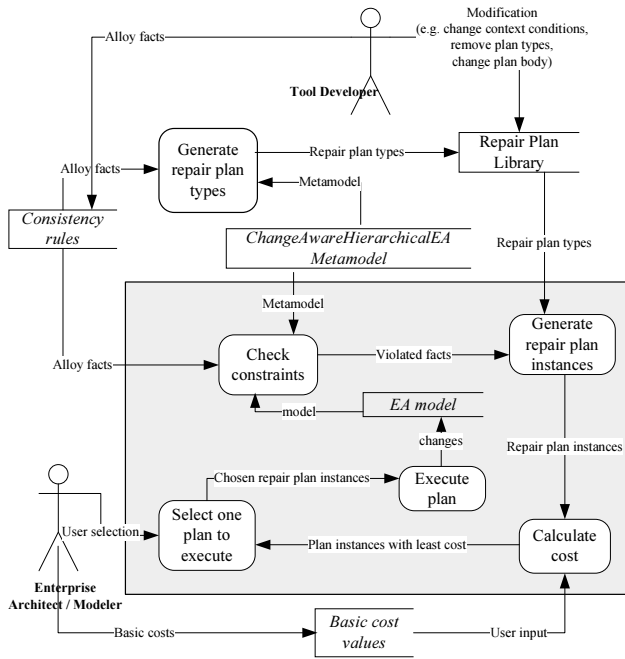 Modification
(e.g. change context conditions,
remove plan types,
change plan body)
Alloy facts
Tool Developer
Generate
repair plan
types
Repair plan types
Repair Plan
Library
Alloy facts
Metamodel
Consistency
rules
ChangeAwareHierarchicalEA
Metamodel
Repair plan types
Metamodel
Generate
repair plan
instances
Check
constraints
Violated facts
Alloy facts
model
EA model
changes
Repair plan instances
Chosen repair plan instances
Execute
plan
User selection
Select one
plan to
execute
Plan instances with least cost
Calculate
cost
Enterprise
Architect / Modeler
Basic costs
Basic cost
values
User input